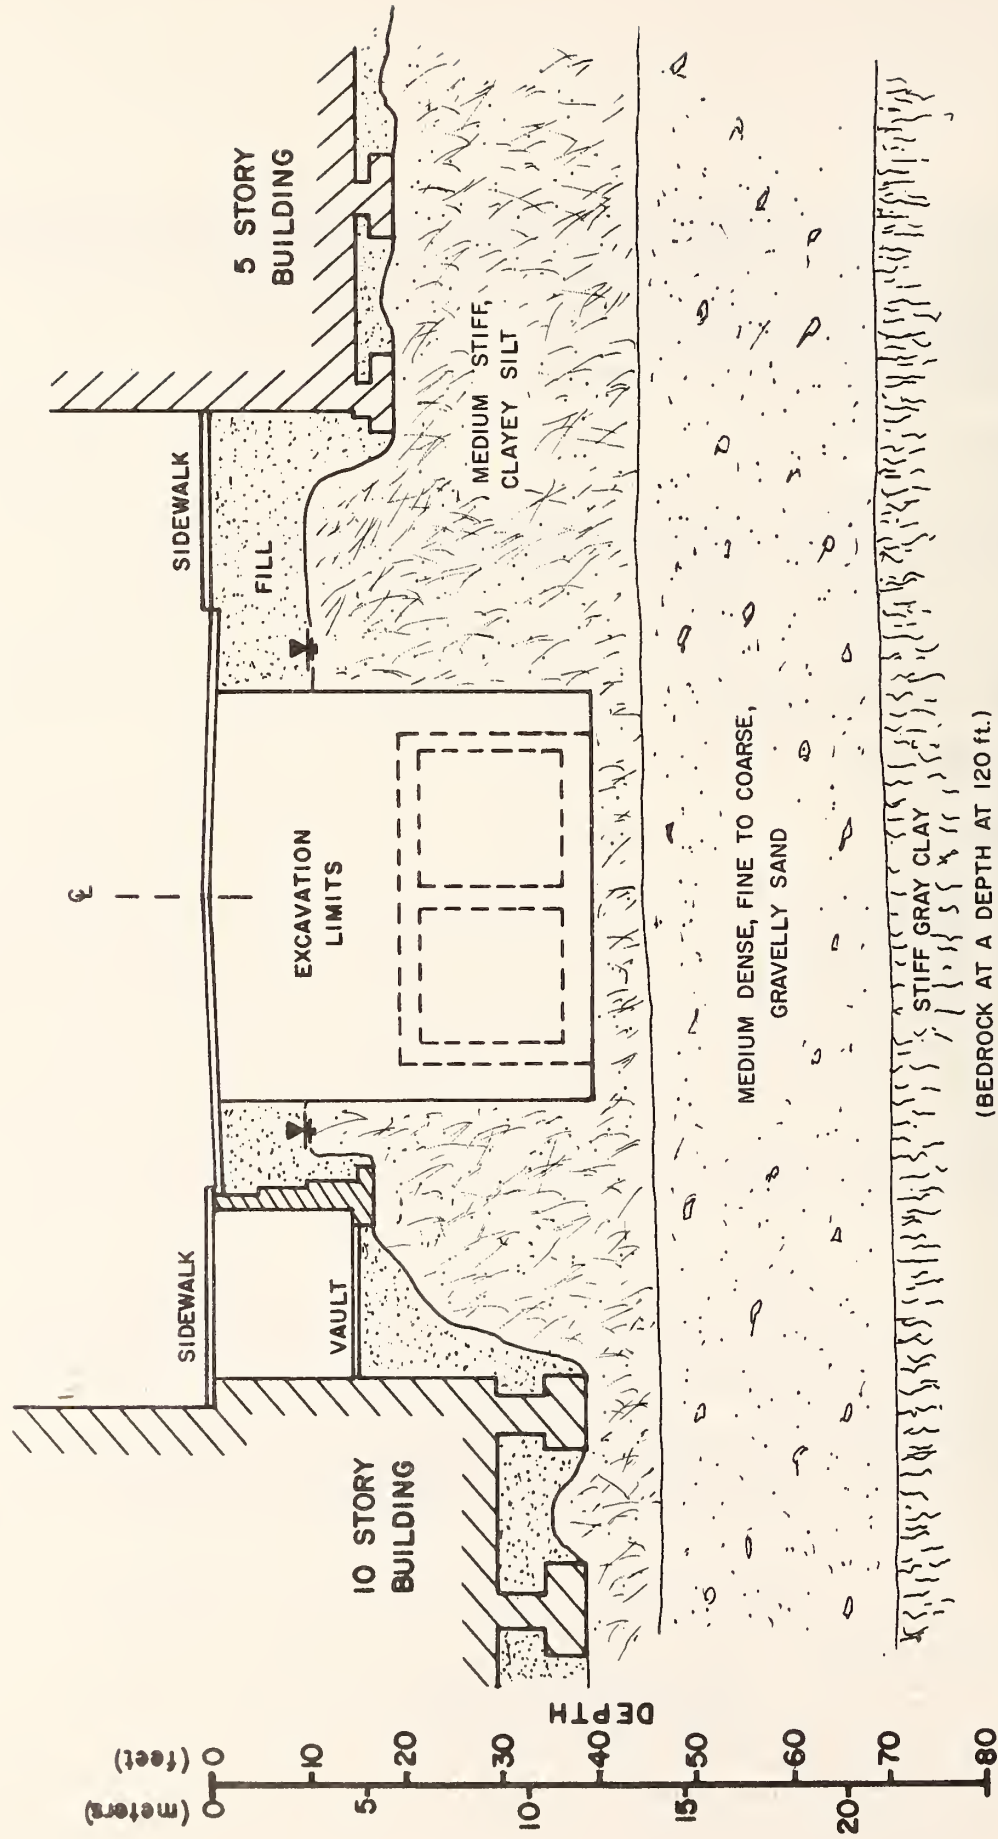 ℄
SIDEWALK
SIDEWALK
5 STORY
BUILDING
10 STORY
BUILDING
VAULT
EXCAVATION
LIMITS
FILL
MEDIUM STIFF,
CLAYEY SILT
MEDIUM DENSE, FINE TO COARSE,
GRAVELLY SAND
STIFF GRAY CLAY
(BEDROCK AT A DEPTH AT 120 ft.)
DEPTH
(meters)
(feet)
0
5
10
15
20
0
10
20
30
40
50
60
70
80